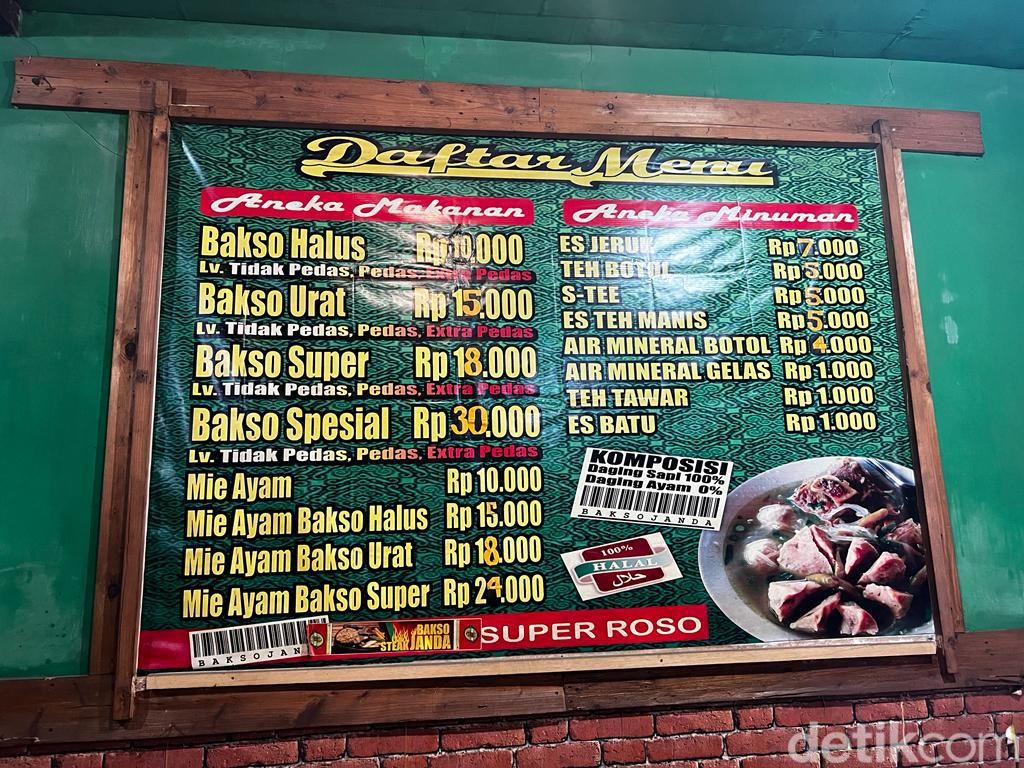 Daftar Menu
Aneka Makanan
Bakso Halus Rp 10.000
Lv. Tidak Pedas, Pedas, Extra Pedas
Bakso Urat Rp 15.000
Lv. Tidak Pedas, Pedas, Extra Pedas
Bakso Super Rp 18.000
Lv. Tidak Pedas, Pedas, Extra Pedas
Bakso Spesial Rp 30.000
Lv. Tidak Pedas, Pedas, Extra Pedas
Mie Ayam Rp 10.000
Mie Ayam Bakso Halus Rp 15.000
Mie Ayam Bakso Urat Rp 18.000
Mie Ayam Bakso Super Rp 24.000
Aneka Minuman
ES JERUK Rp 7.000
TEH BOTOL Rp 5.000
S-TEE Rp 5.000
ES TEH MANIS Rp 5.000
AIR MINERAL BOTOL Rp 4.000
AIR MINERAL GELAS Rp 1.000
TEH TAWAR Rp 1.000
ES BATU Rp 1.000
KOMPOSISI
Daging Sapi 100%
Daging Ayam 0%
BAKSOJANDA
100%
HALAL
حلال
BAKSOJAN
BAKSO
STEAK JANDA
SUPER ROSO
detikcom